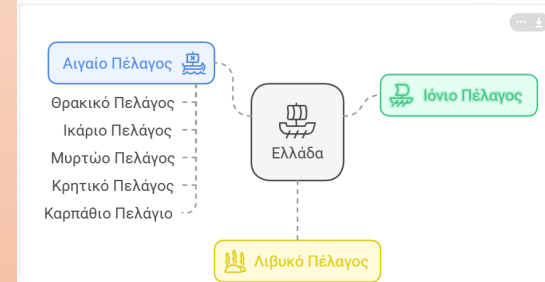 Αιγαίο Πέλαγος
Θρακικό Πελάγος
Ικάριο Πελάγος
Μυρτώο Πελάγος
Κρητικό Πελάγος
Καρπάθιο Πελάγιο
Ελλάδα
Ιόνιο Πέλαγος
Λιβυκό Πέλαγος